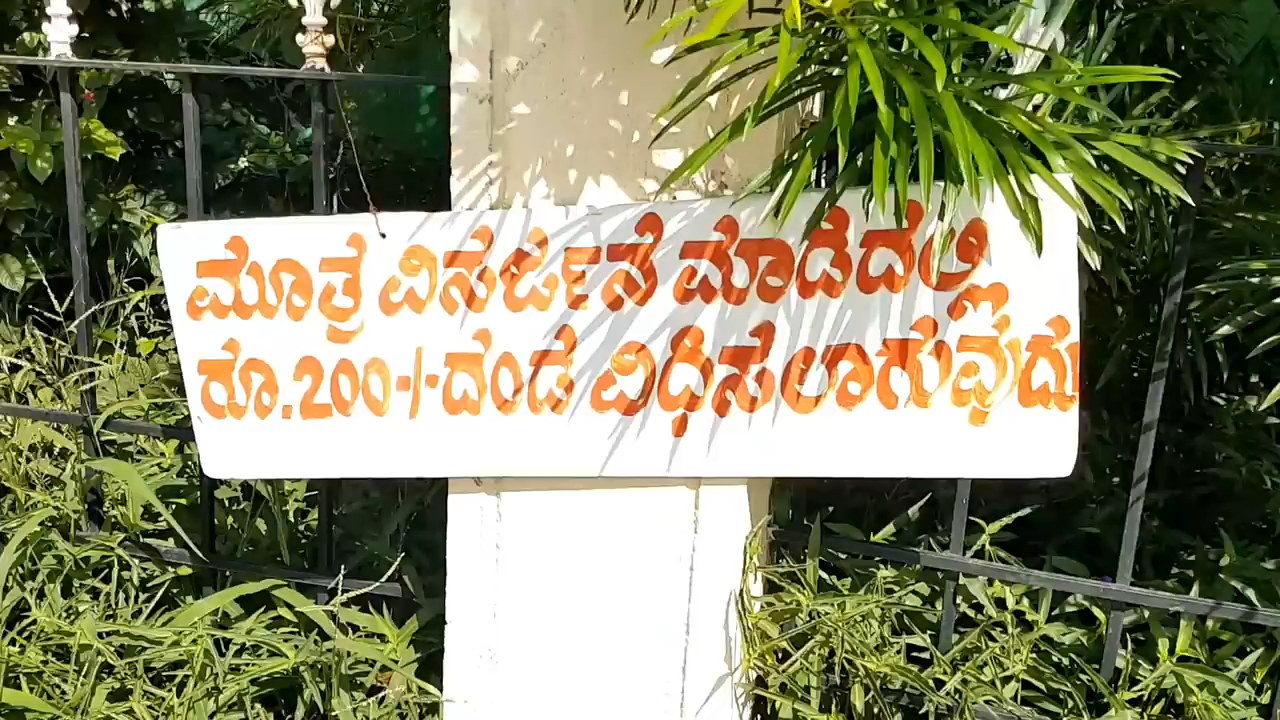 ಮೂತ್ರ ವಿಸರ್ಜನೆ ಮಾಡಿದಲ್ಲಿ
ರೂ.200-/-ದಂಡ ವಿಧಿಸಲಾಗುವುದು